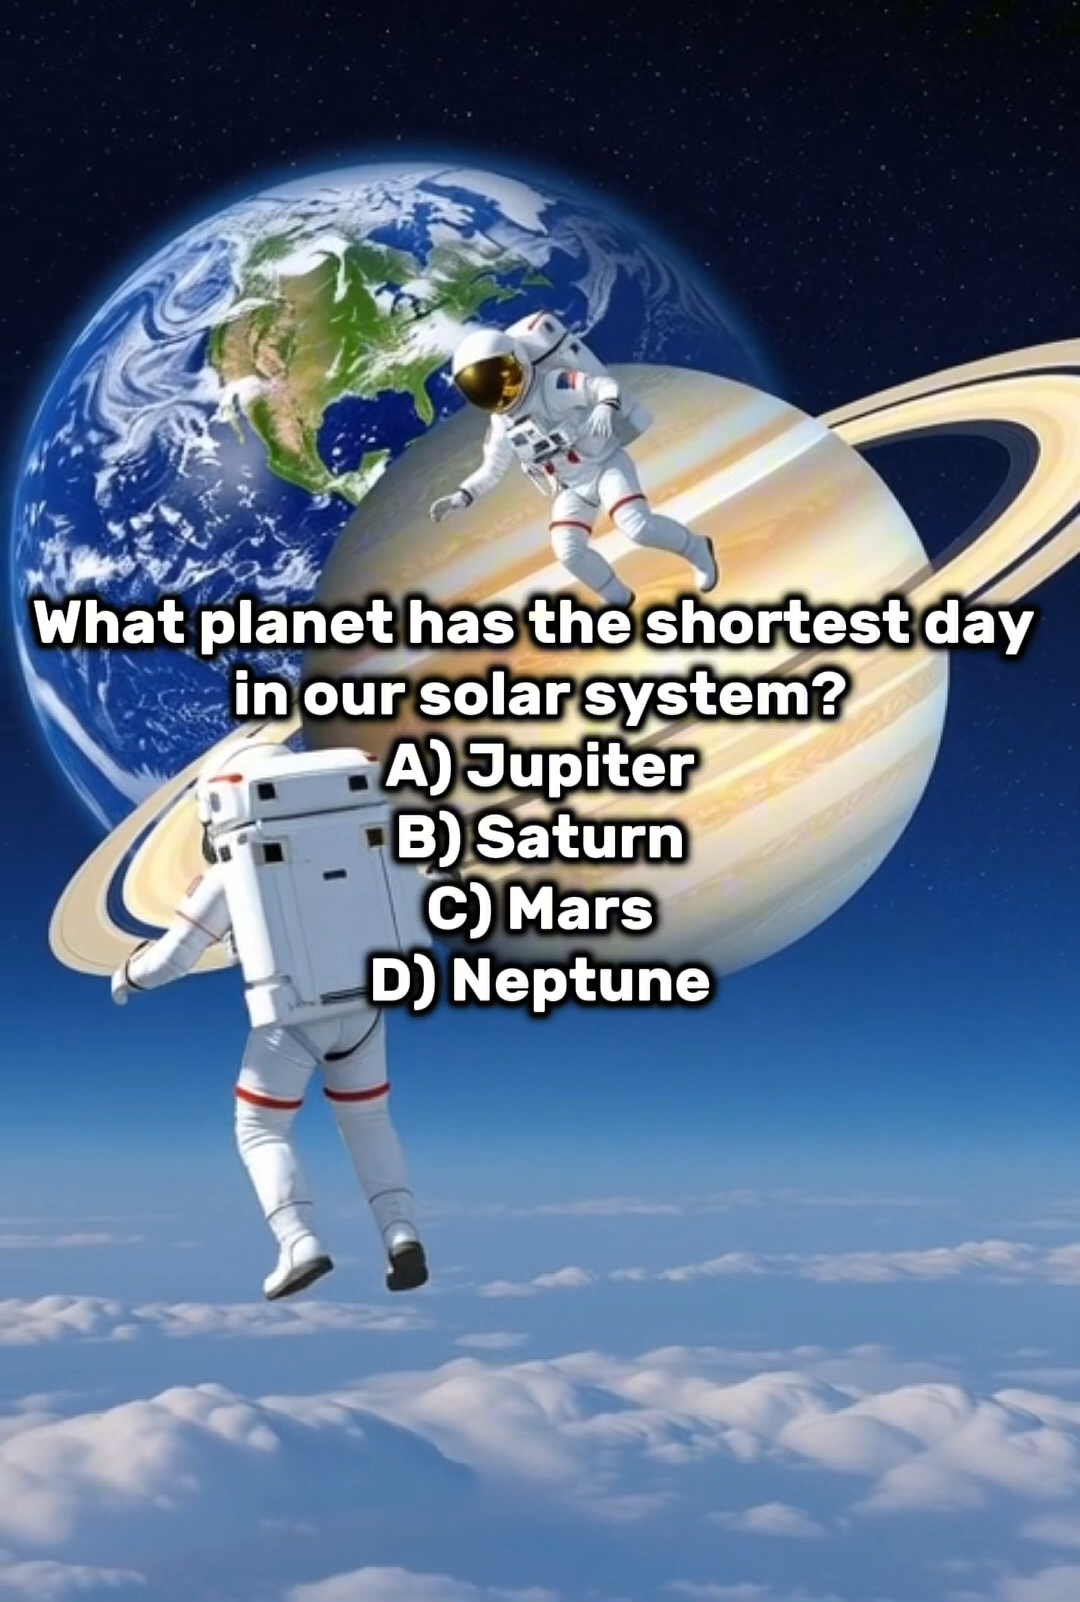 What planet has the shortest day
in our solar system?
A) Jupiter
B) Saturn
C) Mars
D) Neptune